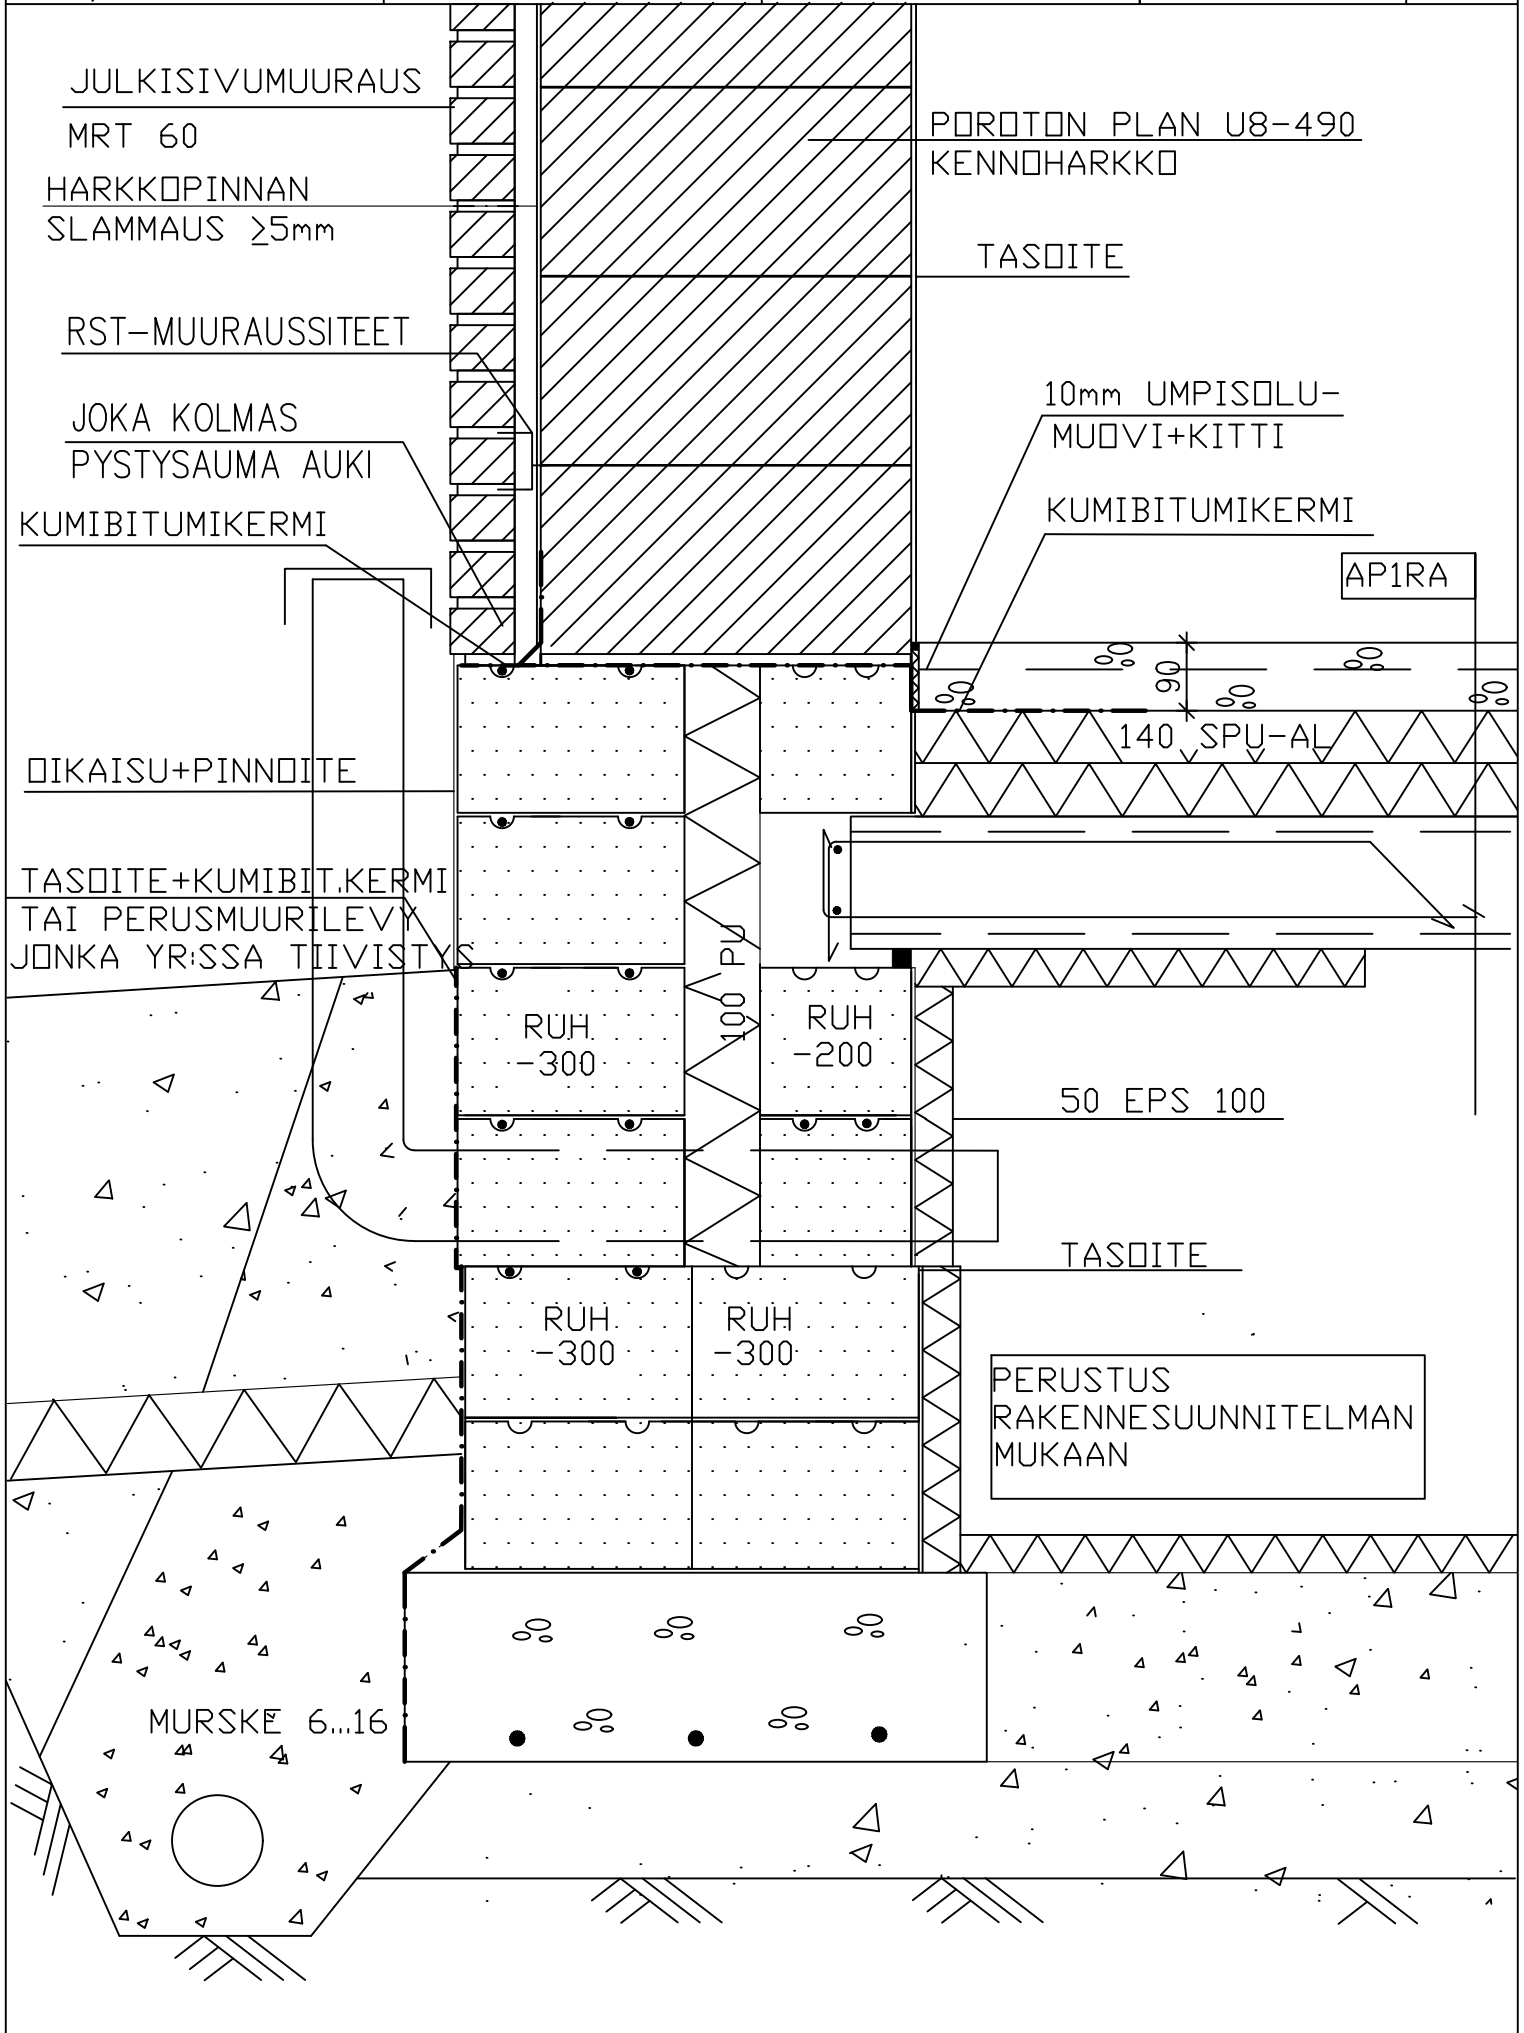 JULKISIVUMUURAUS
MRT 60
HARKKOPINNAN
SLAMMAUS ≥5mm
RST-MUURAUSSITEET
JOKA KOLMAS
PYSTYSAUMA AUKI
KUMIBITUMIKERMI
OIKAISU+PINNOITE
TASOITE+KUMIBIT.KERMI
TAI PERUSMUURILEVY
JONKA YR:SSA TIIVISTYS
POROTON PLAN U8-490
KENNOHARKKO
TASOITE
10mm UMPISOLU-
MUOVI+KITTI
KUMIBITUMIKERMI
AP1RA
90
140 SPU-AL
100 PU
RUH
-300
RUH
-200
50 EPS 100
TASOITE
RUH
-300
RUH
-300
PERUSTUS
RAKENNESUUNNITELMAN
MUKAAN
MURSKE 6...16